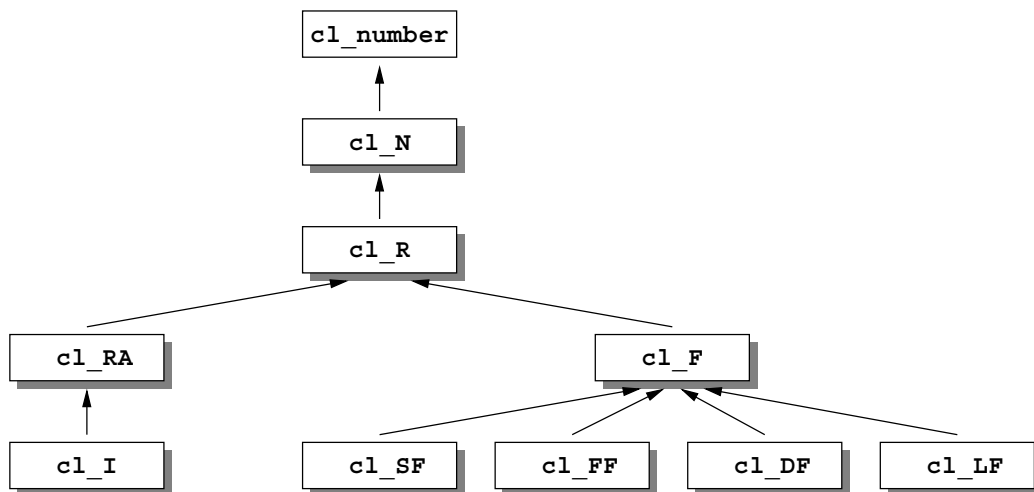 cl_number
cl_N
cl_R
cl_RA
cl_F
cl_I
cl_SF
cl_FF
cl_DF
cl_LF